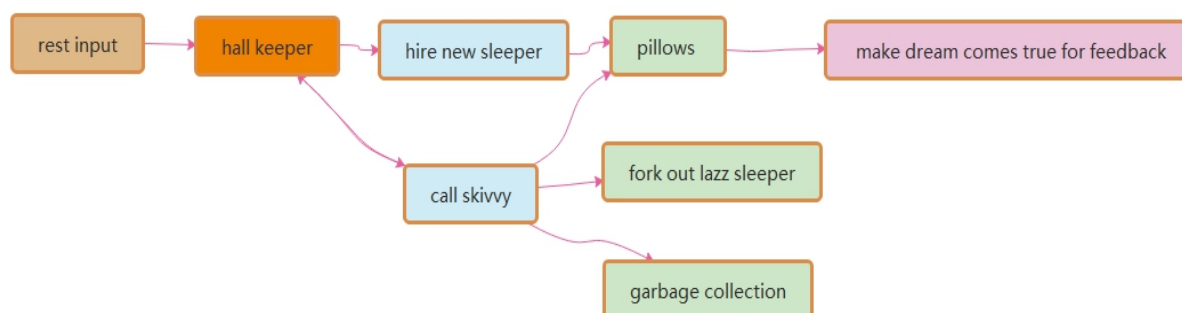 rest input
hall keeper
hire new sleeper
pillows
make dream comes true for feedback
call skivvy
fork out lazz sleeper
garbage collection